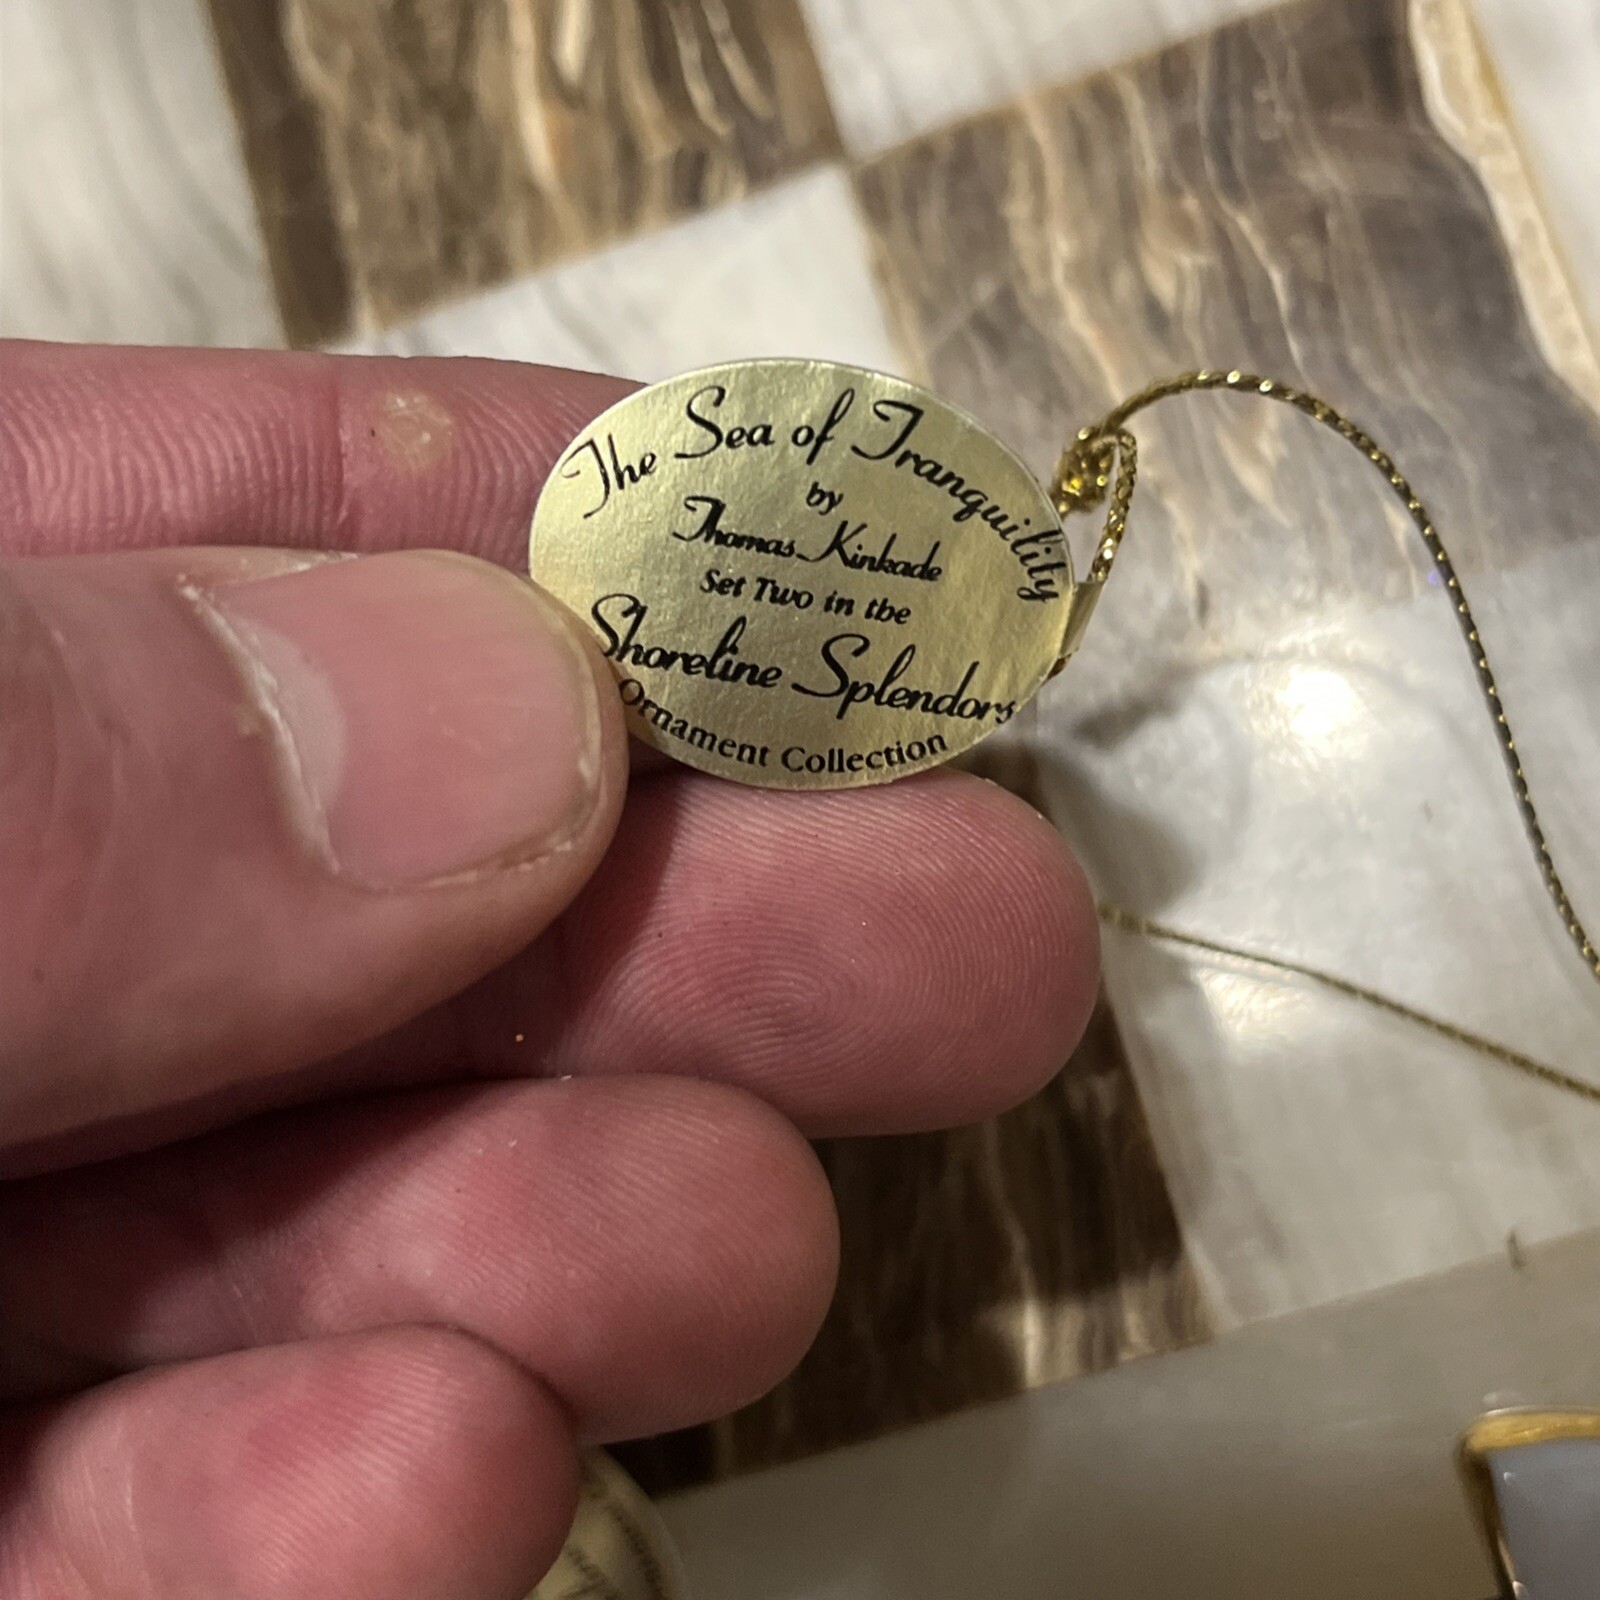 The Sea of Tranquility
by
Thomas Kinkade
Set Two in the
Shoreline Splendors
Ornament Collection